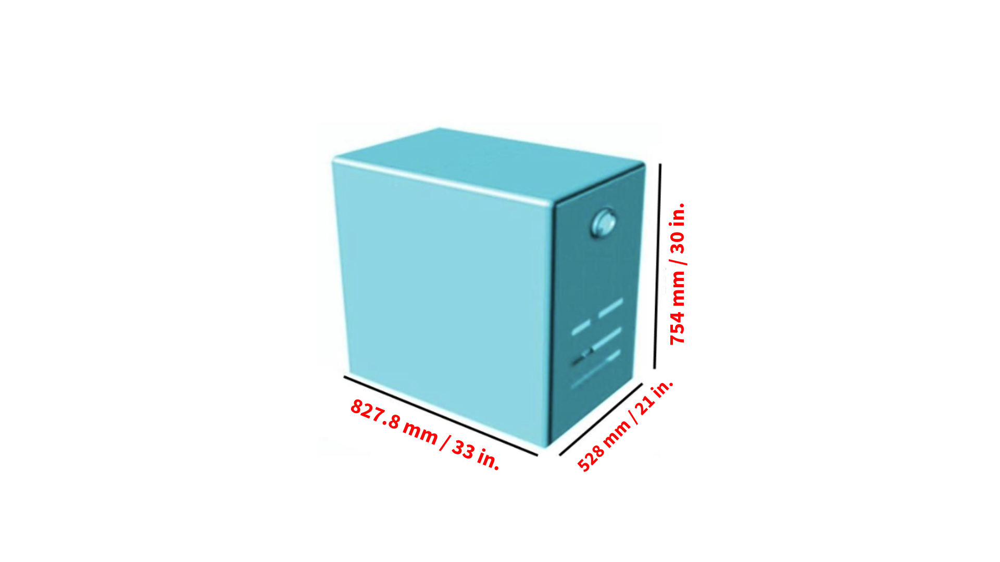 754 mm / 30 in.
827.8 mm / 33 in.
528 mm / 21 in.